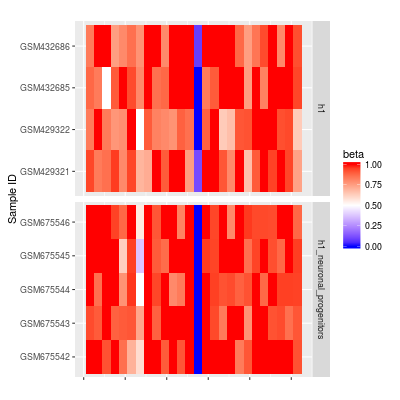 GSM432686
GSM432685
GSM429322
GSM429321
h1
GSM675546
GSM675545
GSM675544
GSM675543
GSM675542
h1_neuronal_progenitors
Sample ID
beta
1.00
0.75
0.50
0.25
0.00